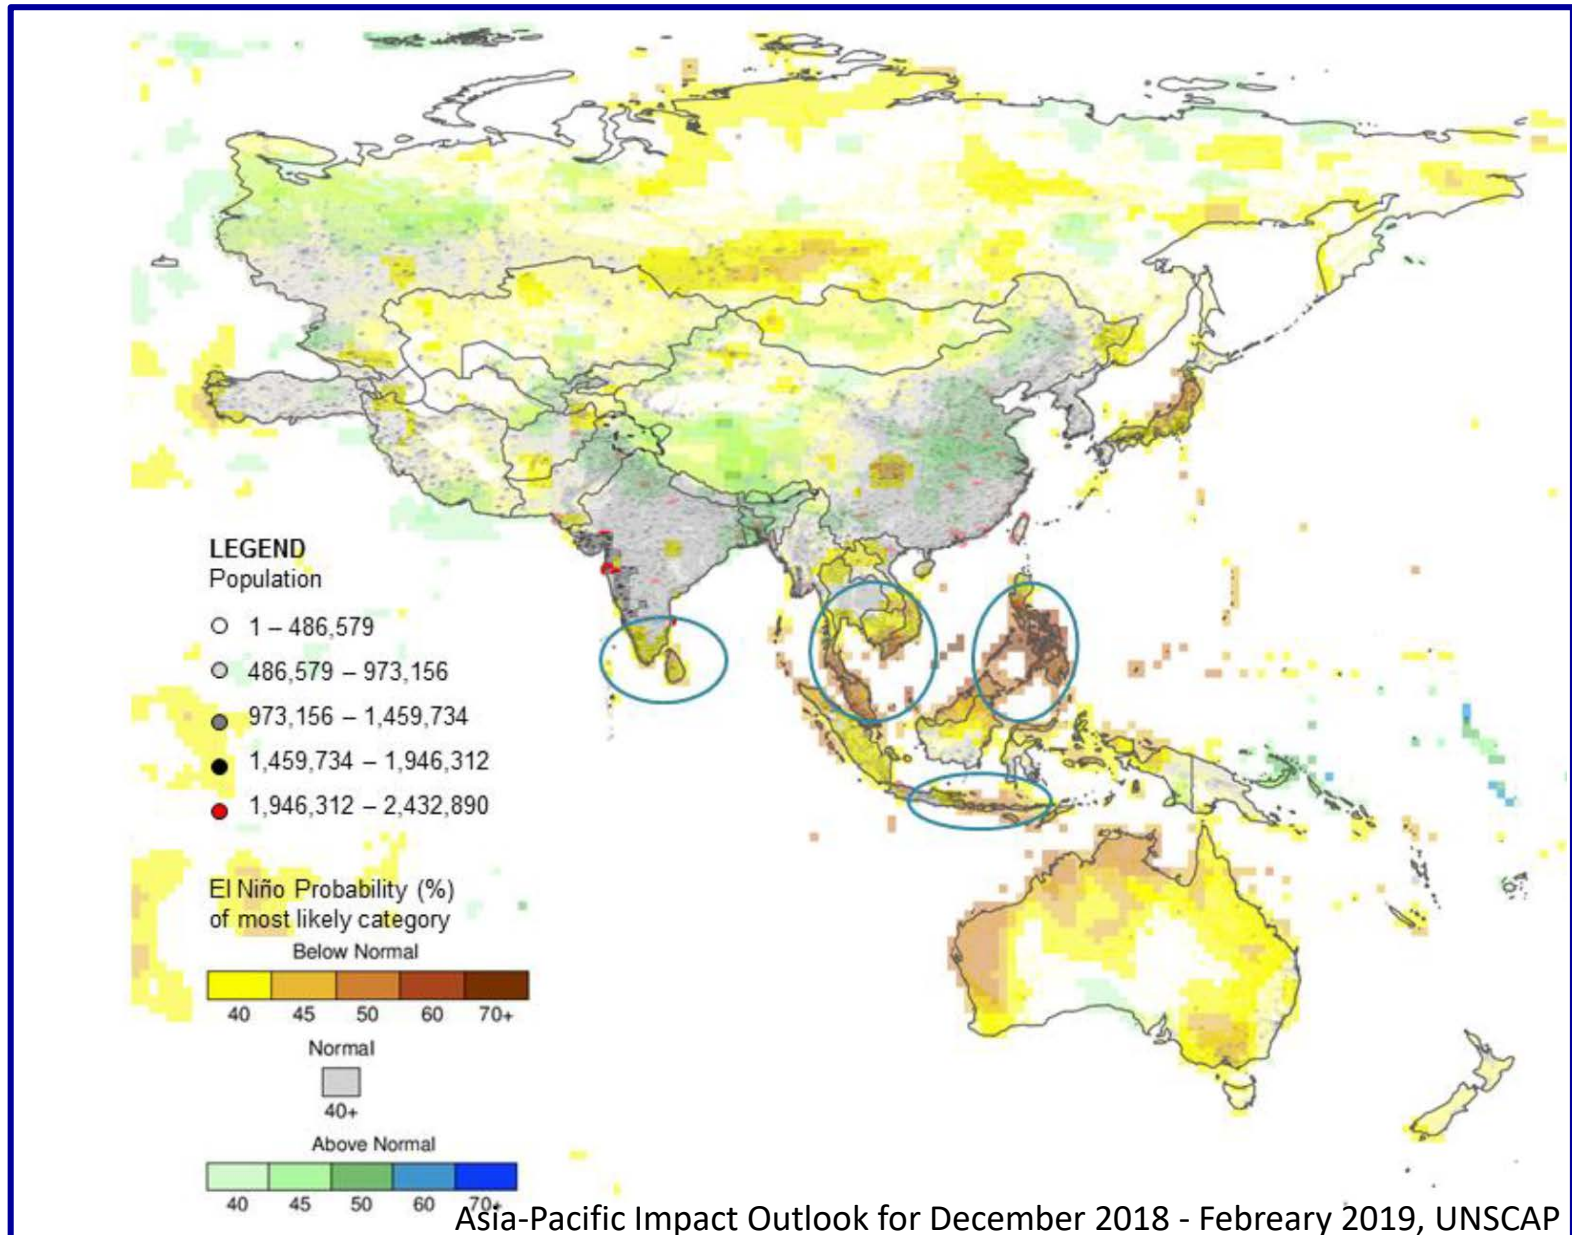 LEGEND
Population
1 – 486,579
486,579 – 973,156
973,156 – 1,459,734
1,459,734 – 1,946,312
1,946,312 – 2,432,890
El Niño Probability (%)
of most likely category
Below Normal
40 45 50 60 70+
Normal
40+
Above Normal
40 45 50 60 70+
Asia-Pacific Impact Outlook for December 2018 - Febreary 2019, UNSCAP